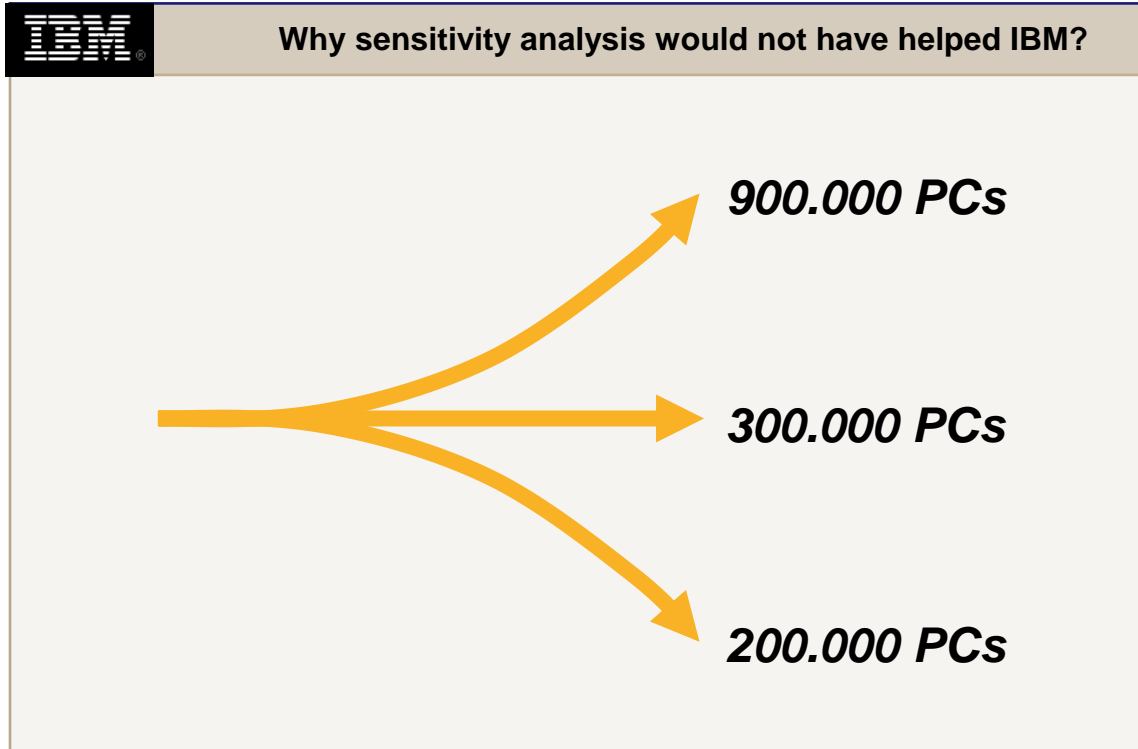 IBM®
Why sensitivity analysis would not have helped IBM?
900.000 PCs
300.000 PCs
200.000 PCs